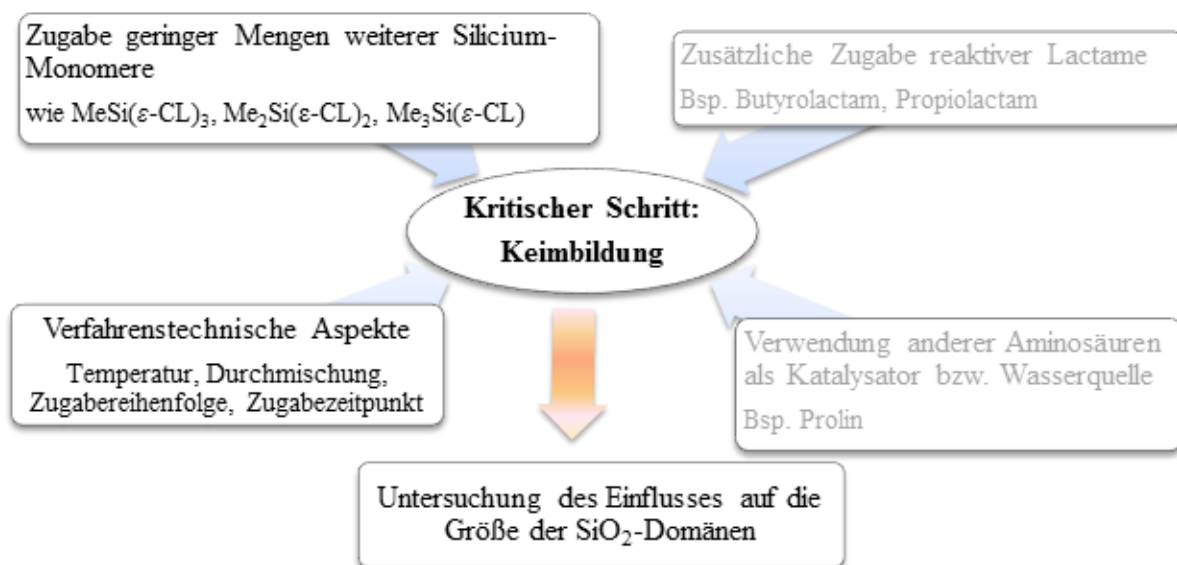 Zugabe geringer Mengen weiterer Silicium-
Monomere
wie MeSi(ε-CL)₃, Me₂Si(ε-CL)₂, Me₃Si(ε-CL)
Zusätzliche Zugabe reaktiver Lactame
Bsp. Butyrolactam, Propiolactam
Kritischer Schritt:
Keimbildung
Verfahrenstechnische Aspekte
Temperatur, Durchmischung,
Zugabereihenfolge, Zugabezeitpunkt
Verwendung anderer Aminosäuren
als Katalysator bzw. Wasserquelle
Bsp. Prolin
Untersuchung des Einflusses auf die
Größe der SiO₂-Domänen